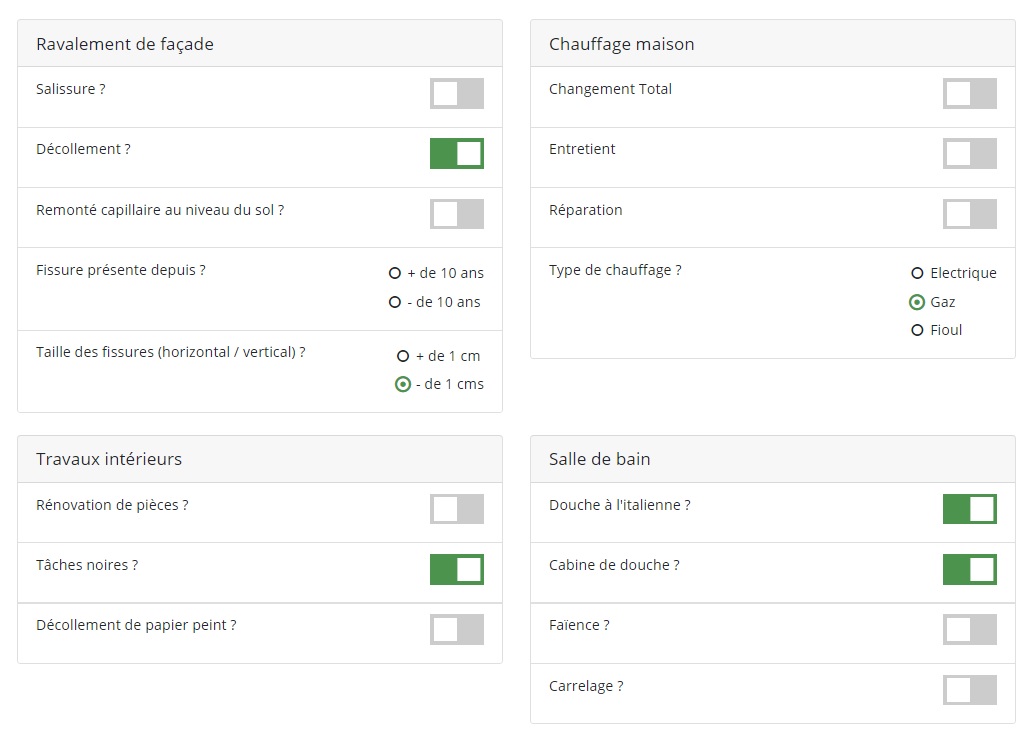 Ravalement de façade
Salissure ?
Décollement ?
Remonté capillaire au niveau du sol ?
Fissure présente depuis ?
+ de 10 ans
- de 10 ans
Taille des fissures (horizontal / vertical) ?
+ de 1 cm
- de 1 cms
Chauffage maison
Changement Total
Entretient
Réparation
Type de chauffage ?
Electrique
Gaz
Fioul
Travaux intérieurs
Rénovation de pièces ?
Tâches noires ?
Décollement de papier peint ?
Salle de bain
Douche à l'italienne ?
Cabine de douche ?
Faïence ?
Carrelage ?